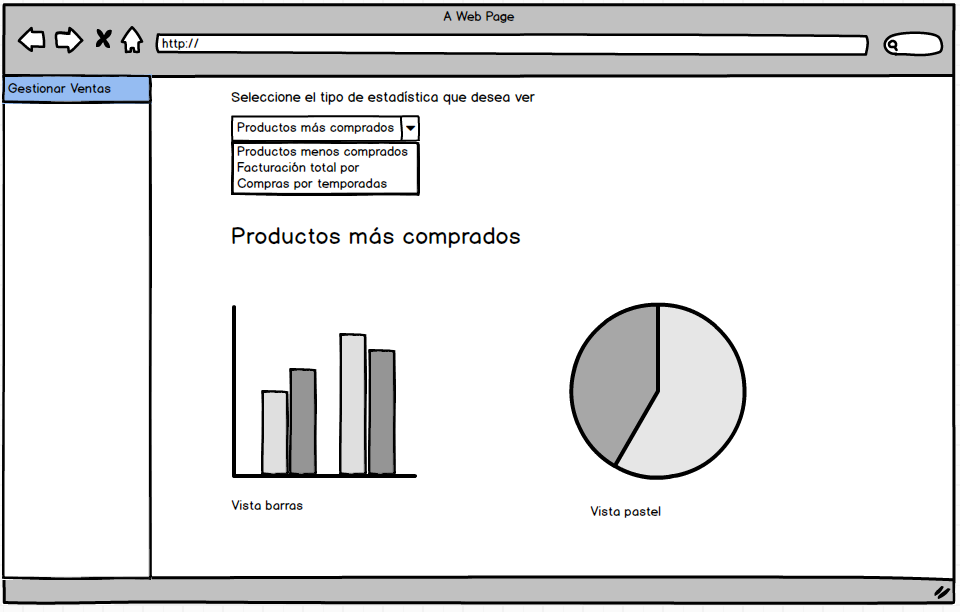 A Web Page
http://
Gestionar Ventas
Seleccione el tipo de estadística que desea ver
Productos más comprados
Productos menos comprados
Facturación total por
Compras por temporadas
Productos más comprados
Vista barras
Vista pastel